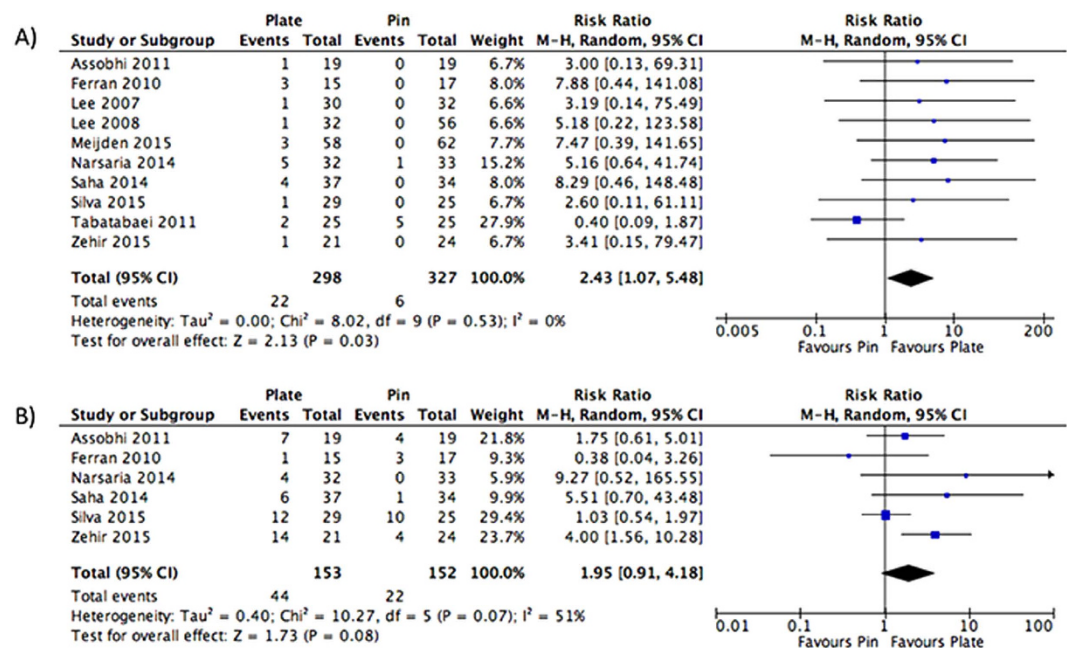 A)
Plate Pin Risk Ratio Risk Ratio
Study or Subgroup Events Total Events Total Weight M-H, Random, 95% CI M-H, Random, 95% CI
Assobhi 2011 1 19 0 19 6.7% 3.00 [0.13, 69.31]
Ferran 2010 3 15 0 17 8.0% 7.88 [0.44, 141.08]
Lee 2007 1 30 0 32 6.6% 3.19 [0.14, 75.49]
Lee 2008 1 32 0 56 6.6% 5.18 [0.22, 123.58]
Meijden 2015 3 58 0 62 7.7% 7.47 [0.39, 141.65]
Narsaria 2014 5 32 1 33 15.2% 5.16 [0.64, 41.74]
Saha 2014 4 37 0 34 8.0% 8.29 [0.46, 148.48]
Silva 2015 1 29 0 25 6.6% 2.60 [0.11, 61.11]
Tabatabaei 2011 2 25 5 25 27.9% 0.40 [0.09, 1.87]
Zehir 2015 1 21 0 24 6.7% 3.41 [0.15, 79.47]
Total (95% CI) 298 327 100.0% 2.43 [1.07, 5.48]
Total events 22 6
Heterogeneity: Tau² = 0.00; Chi² = 8.02, df = 9 (P = 0.53); I² = 0%
Test for overall effect: Z = 2.13 (P = 0.03)
0.005 0.1 1 10 200
Favours Pin Favours Plate
B)
Plate Pin Risk Ratio Risk Ratio
Study or Subgroup Events Total Events Total Weight M-H, Random, 95% CI M-H, Random, 95% CI
Assobhi 2011 7 19 4 19 21.8% 1.75 [0.61, 5.01]
Ferran 2010 1 15 3 17 9.3% 0.38 [0.04, 3.26]
Narsaria 2014 4 32 0 33 5.9% 9.27 [0.52, 165.55]
Saha 2014 6 37 1 34 9.9% 5.51 [0.70, 43.48]
Silva 2015 12 29 10 25 29.4% 1.03 [0.54, 1.97]
Zehir 2015 14 21 4 24 23.7% 4.00 [1.56, 10.28]
Total (95% CI) 153 152 100.0% 1.95 [0.91, 4.18]
Total events 44 22
Heterogeneity: Tau² = 0.40; Chi² = 10.27, df = 5 (P = 0.07); I² = 51%
Test for overall effect: Z = 1.73 (P = 0.08)
0.01 0.1 1 10 100
Favours Pin Favours Plate